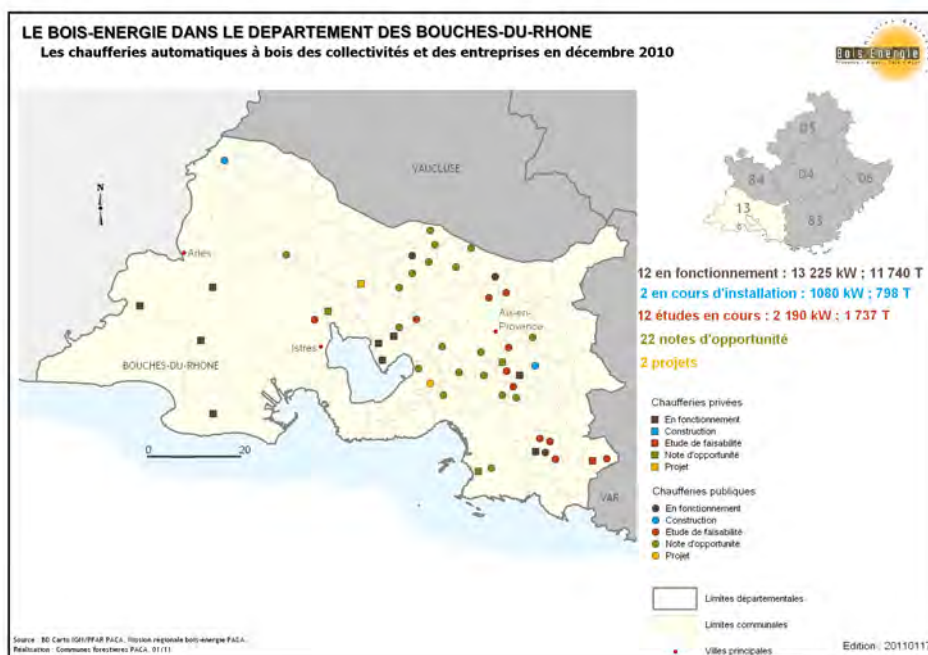 LE BOIS-ENERGIE DANS LE DEPARTEMENT DES BOUCHES-DU-RHONE
Les chaufferies automatiques à bois des collectivités et des entreprises en décembre 2010
Bois Energie
05
84
04
06
13
83
VAUCLUSE
N
Arles
Aix-en-
Provence
Istres
BOUCHES-DU-RHONE
0 20
VAR
12 en fonctionnement : 13 225 kW ; 11 740 T
2 en cours d'installation : 1080 kW ; 798 T
12 études en cours : 2 190 kW ; 1 737 T
22 notes d'opportunité
2 projets
Chaufferies privées
En fonctionnement
Construction
Etude de faisabilité
Note d'opportunité
Projet
Chaufferies publiques
En fonctionnement
Construction
Etude de faisabilité
Note d'opportunité
Projet
Limites départementales
Limites communales
Villes principales
Source : BD Carto IGN/PFAR PACA, Mission régionale bois-energie PACA.
Réalisation : Communes forestières PACA, 01/11
Edition : 20110117